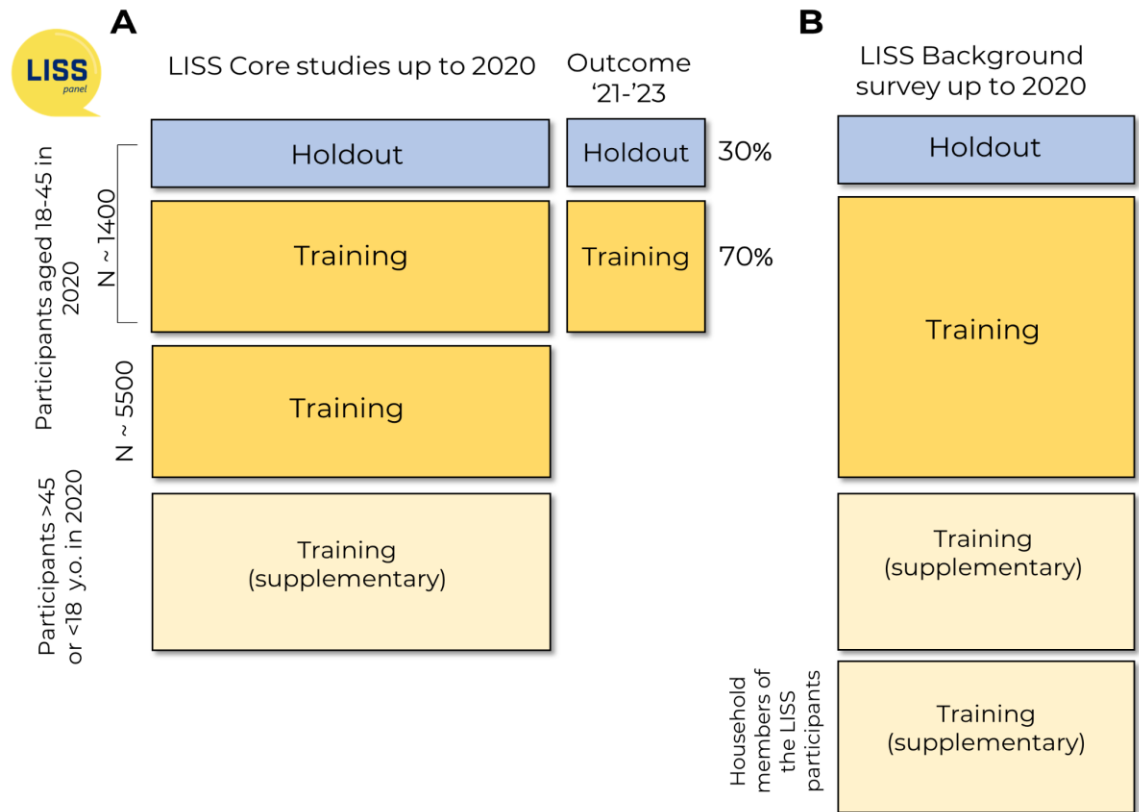 A
B
LISS
panel
LISS Core studies up to 2020
Outcome
‘21-’23
LISS Background
survey up to 2020
Participants aged 18-45 in
2020
N ~ 1400
Holdout
Holdout
30%
Holdout
Training
Training
70%
Training
N ~ 5500
Training
Participants >45
or <18 y.o. in 2020
Training
(supplementary)
Training
(supplementary)
Household
members of
the LISS
participants
Training
(supplementary)